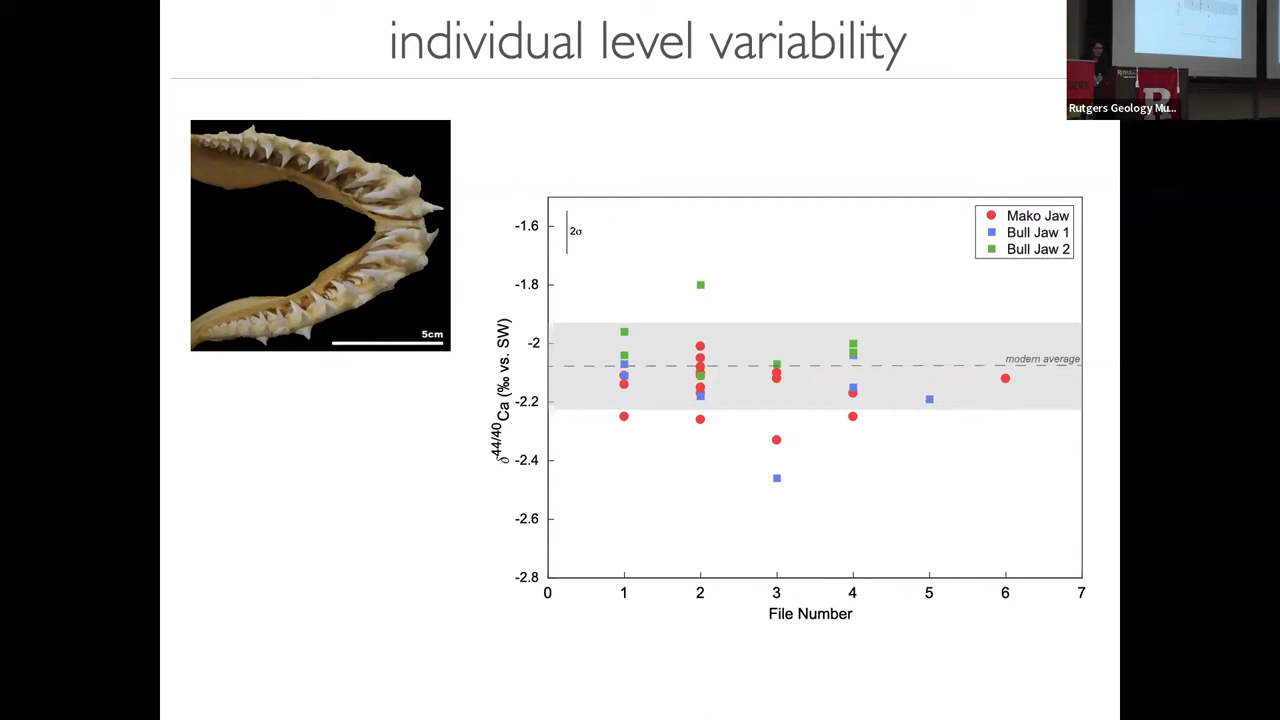 individual level variability
Rutgers Geology Mu...
R
5cm
Mako Jaw
Bull Jaw 1
Bull Jaw 2
2σ
modern average
δ44/40Ca (‰ vs. SW)
-1.6
-1.8
-2
-2.2
-2.4
-2.6
-2.8
0 1 2 3 4 5 6 7
File Number